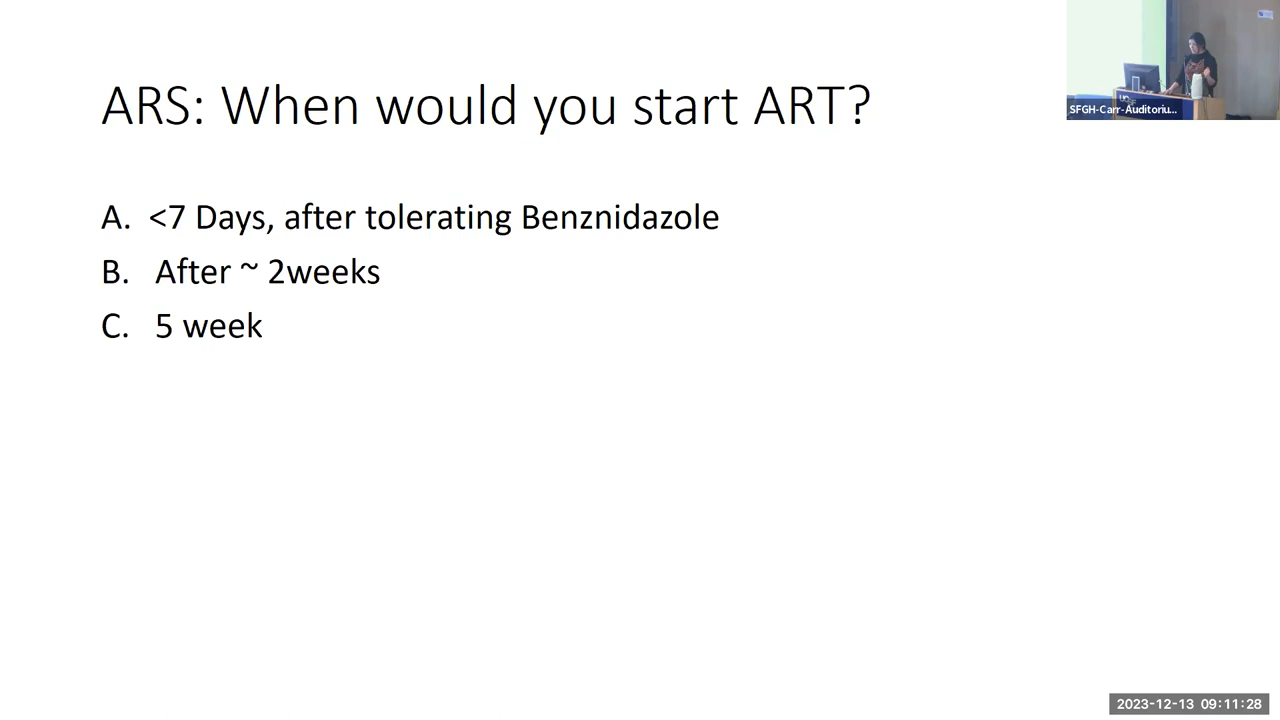 ARS: When would you start ART?
SFGH-Carr-Auditoriu...
A. <7 Days, after tolerating Benznidazole
B. After ~ 2weeks
C. 5 week
2023-12-13 09:11:28